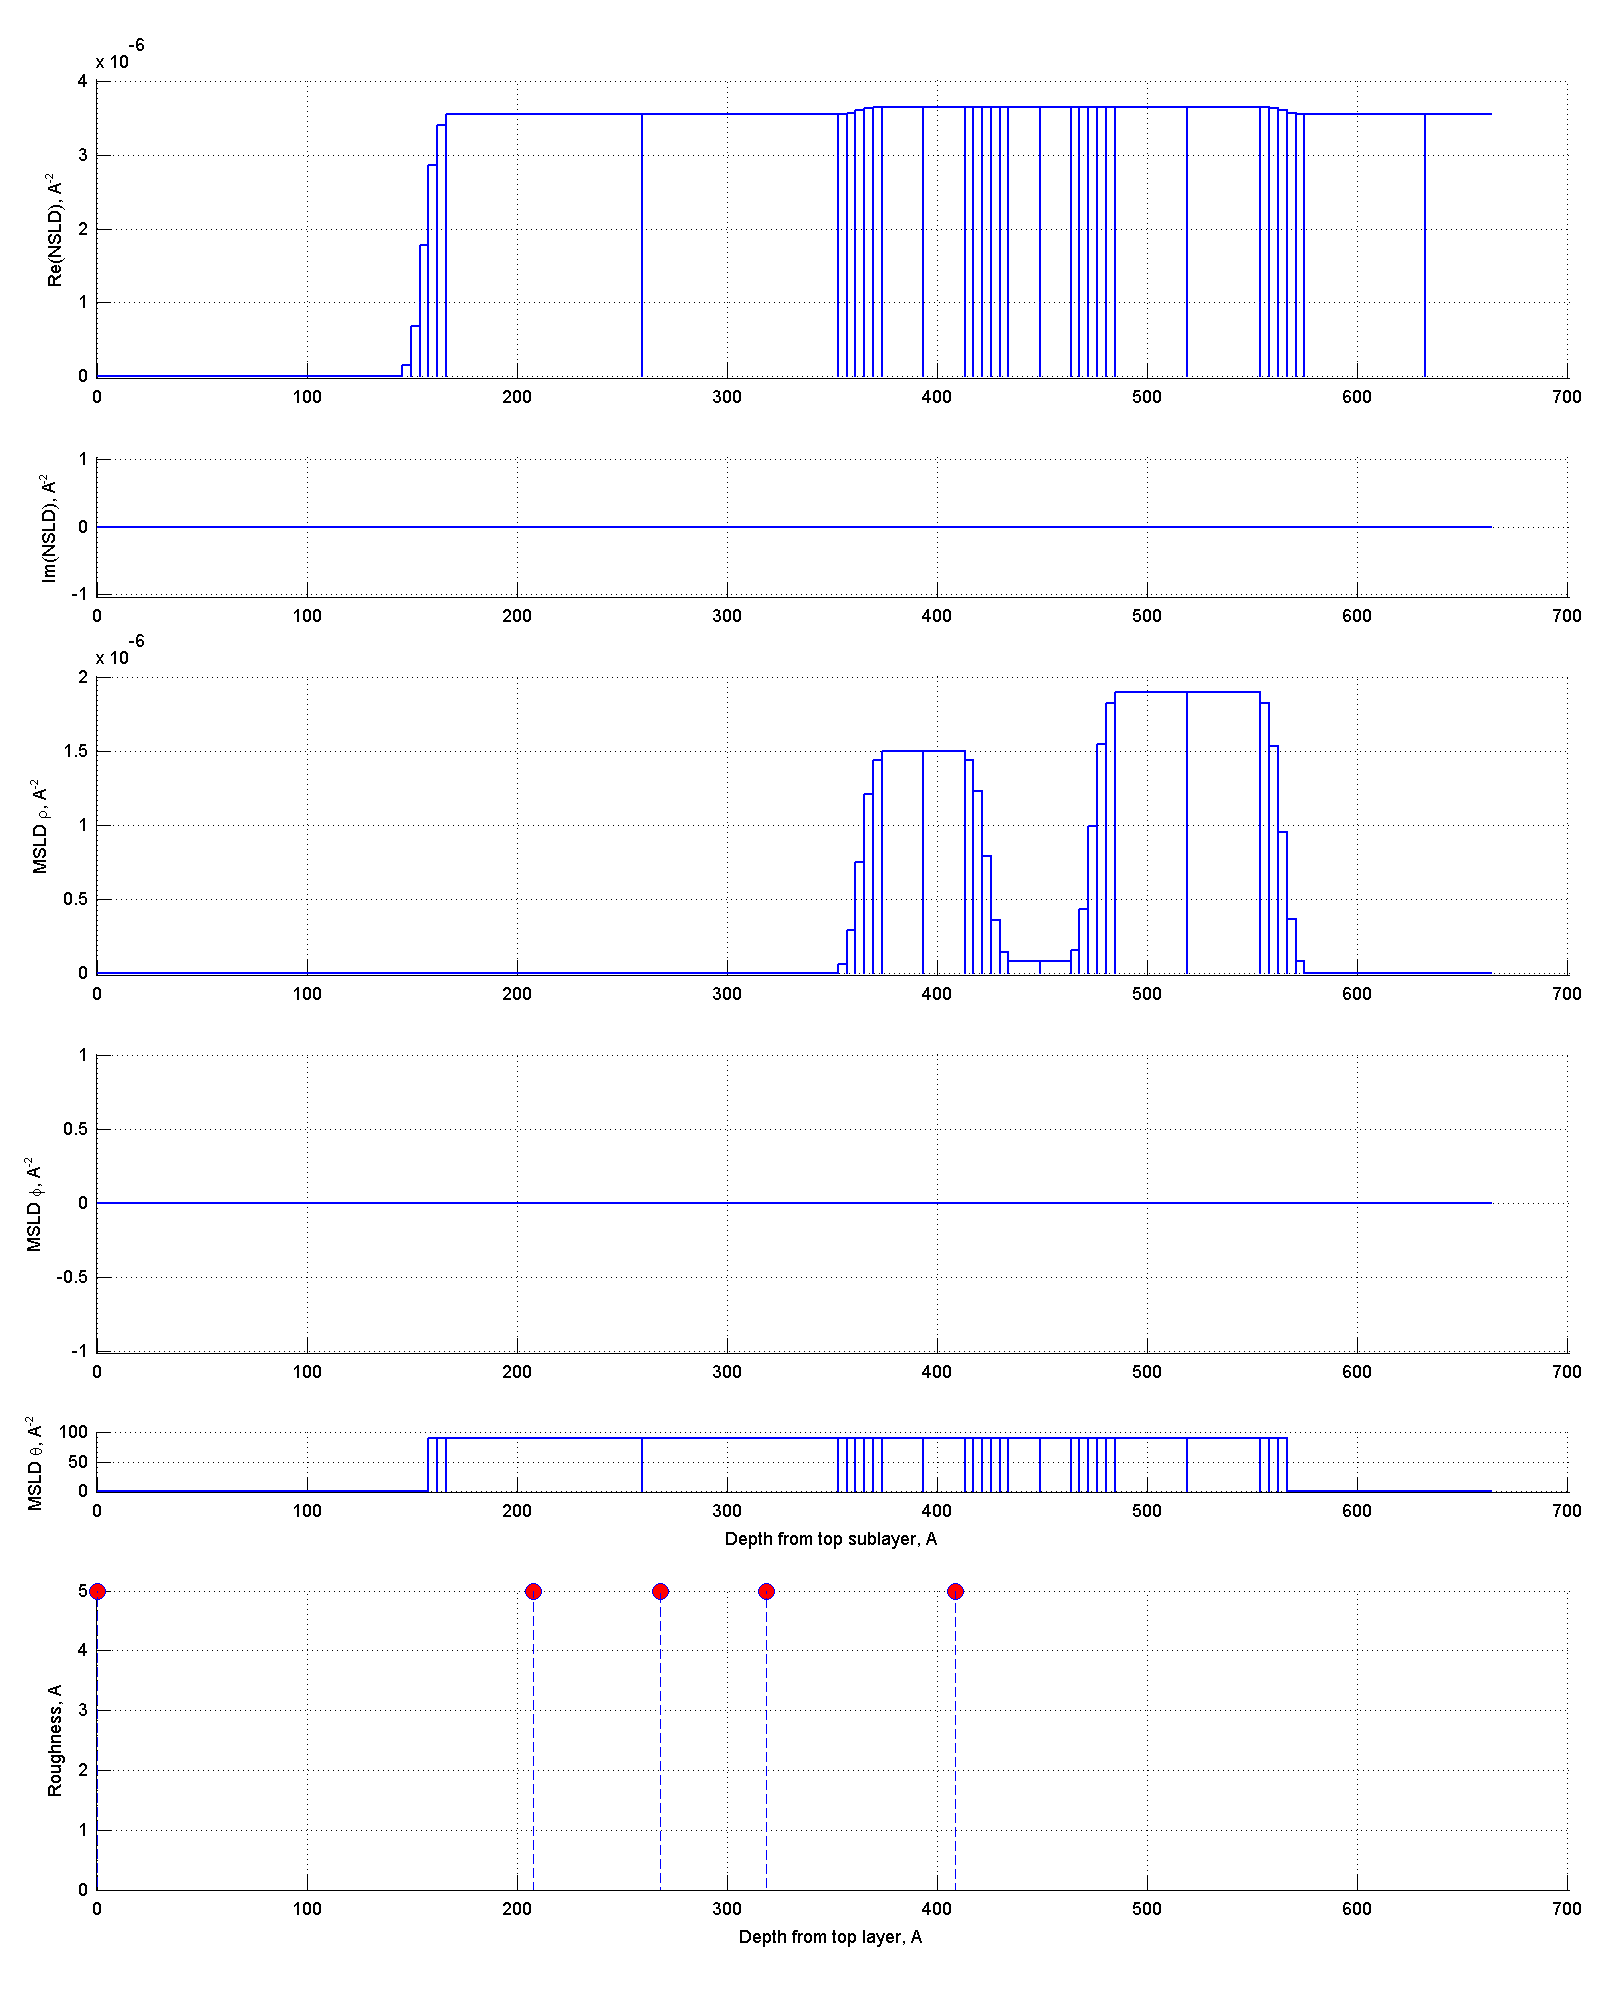 x 10-6
4
3
2
1
0
Re(NSLD), A-2
0 100 200 300 400 500 600 700
1
0
-1
Im(NSLD), A-2
0 100 200 300 400 500 600 700
x 10-6
2
1.5
1
0.5
0
MSLD ρ, A-2
0 100 200 300 400 500 600 700
1
0.5
0
-0.5
-1
MSLD φ, A-2
0 100 200 300 400 500 600 700
100
50
0
MSLD θ, A-2
0 100 200 300 400 500 600 700
Depth from top sublayer, A
5
4
3
2
1
0
Roughness, A
0 100 200 300 400 500 600 700
Depth from top layer, A